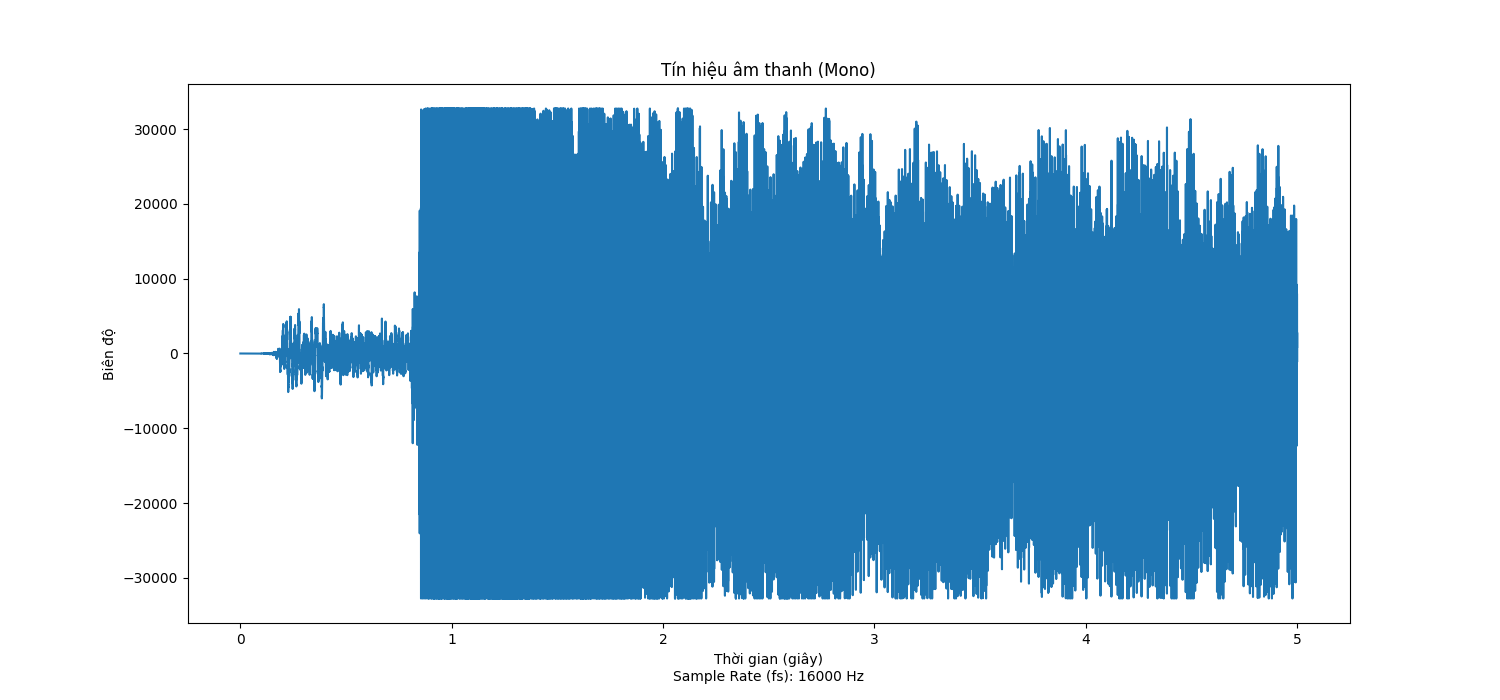 Tín hiệu âm thanh (Mono)
30000
20000
10000
0
−10000
−20000
−30000
Biên độ
0 1 2 3 4 5
Thời gian (giây)
Sample Rate (fs): 16000 Hz